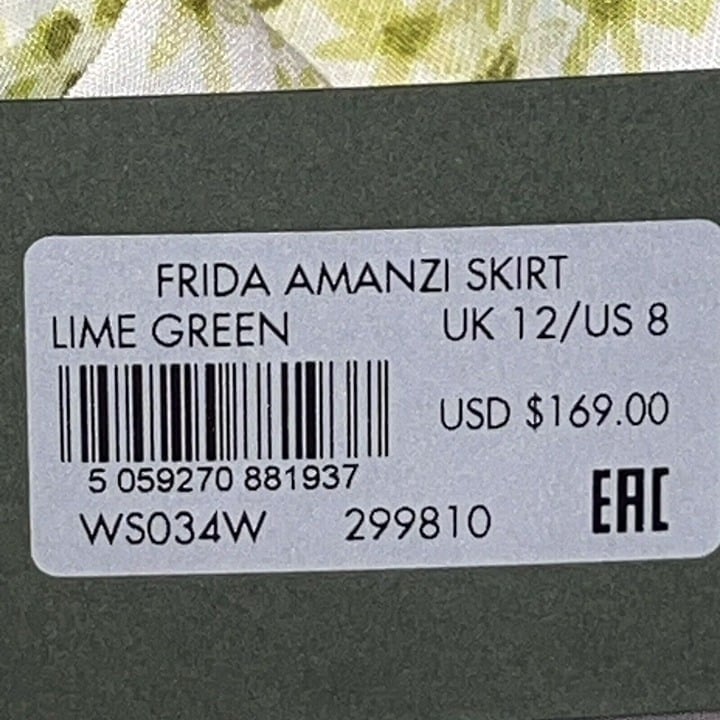 FRIDA AMANZI SKIRT
LIME GREEN UK 12/US 8
USD $169.00
5 059270 881937
WS034W 299810 EAC